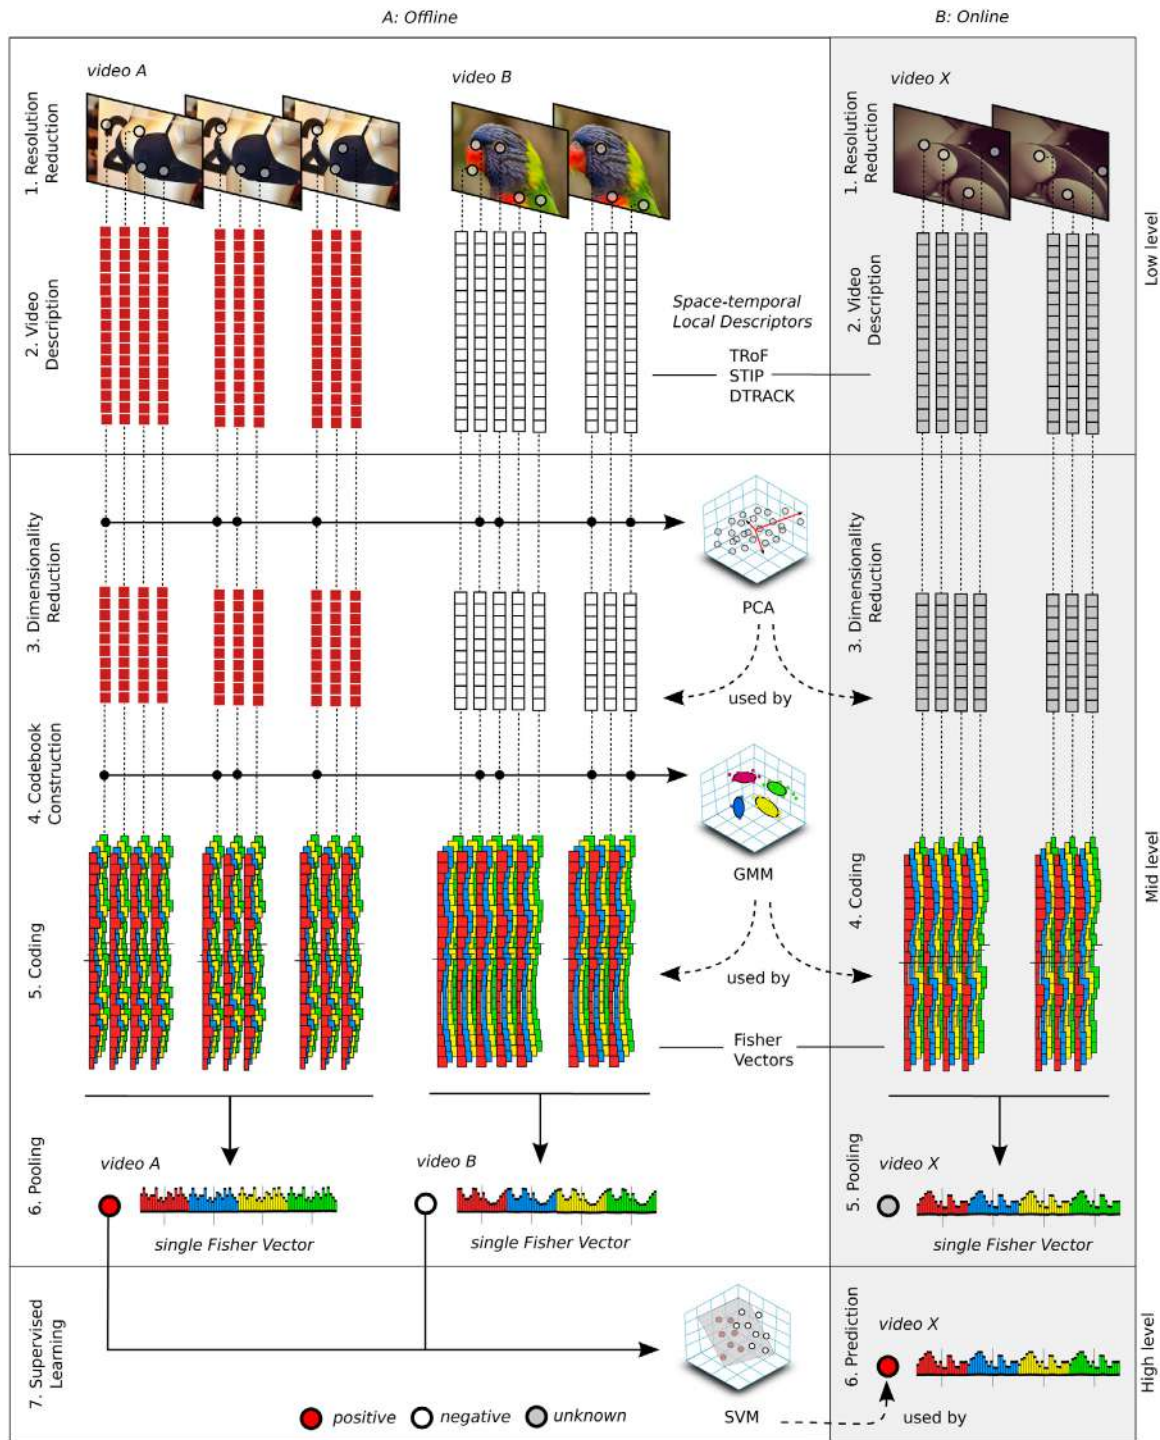 A: Offline
B: Online
video A
video B
video X
1. Resolution
Reduction
1. Resolution
Reduction
Low level
2. Video
Description
Space-temporal
Local Descriptors
TRoF
STIP
DTRACK
2. Video
Description
3. Dimensionality
Reduction
PCA
used by
3. Dimensionality
Reduction
4. Codebook
Construction
GMM
used by
Mid level
5. Coding
4. Coding
Fisher
Vectors
6. Pooling
video A
single Fisher Vector
video B
single Fisher Vector
5. Pooling
video X
single Fisher Vector
7. Supervised
Learning
SVM
6. Prediction
video X
used by
High level
positive
negative
unknown